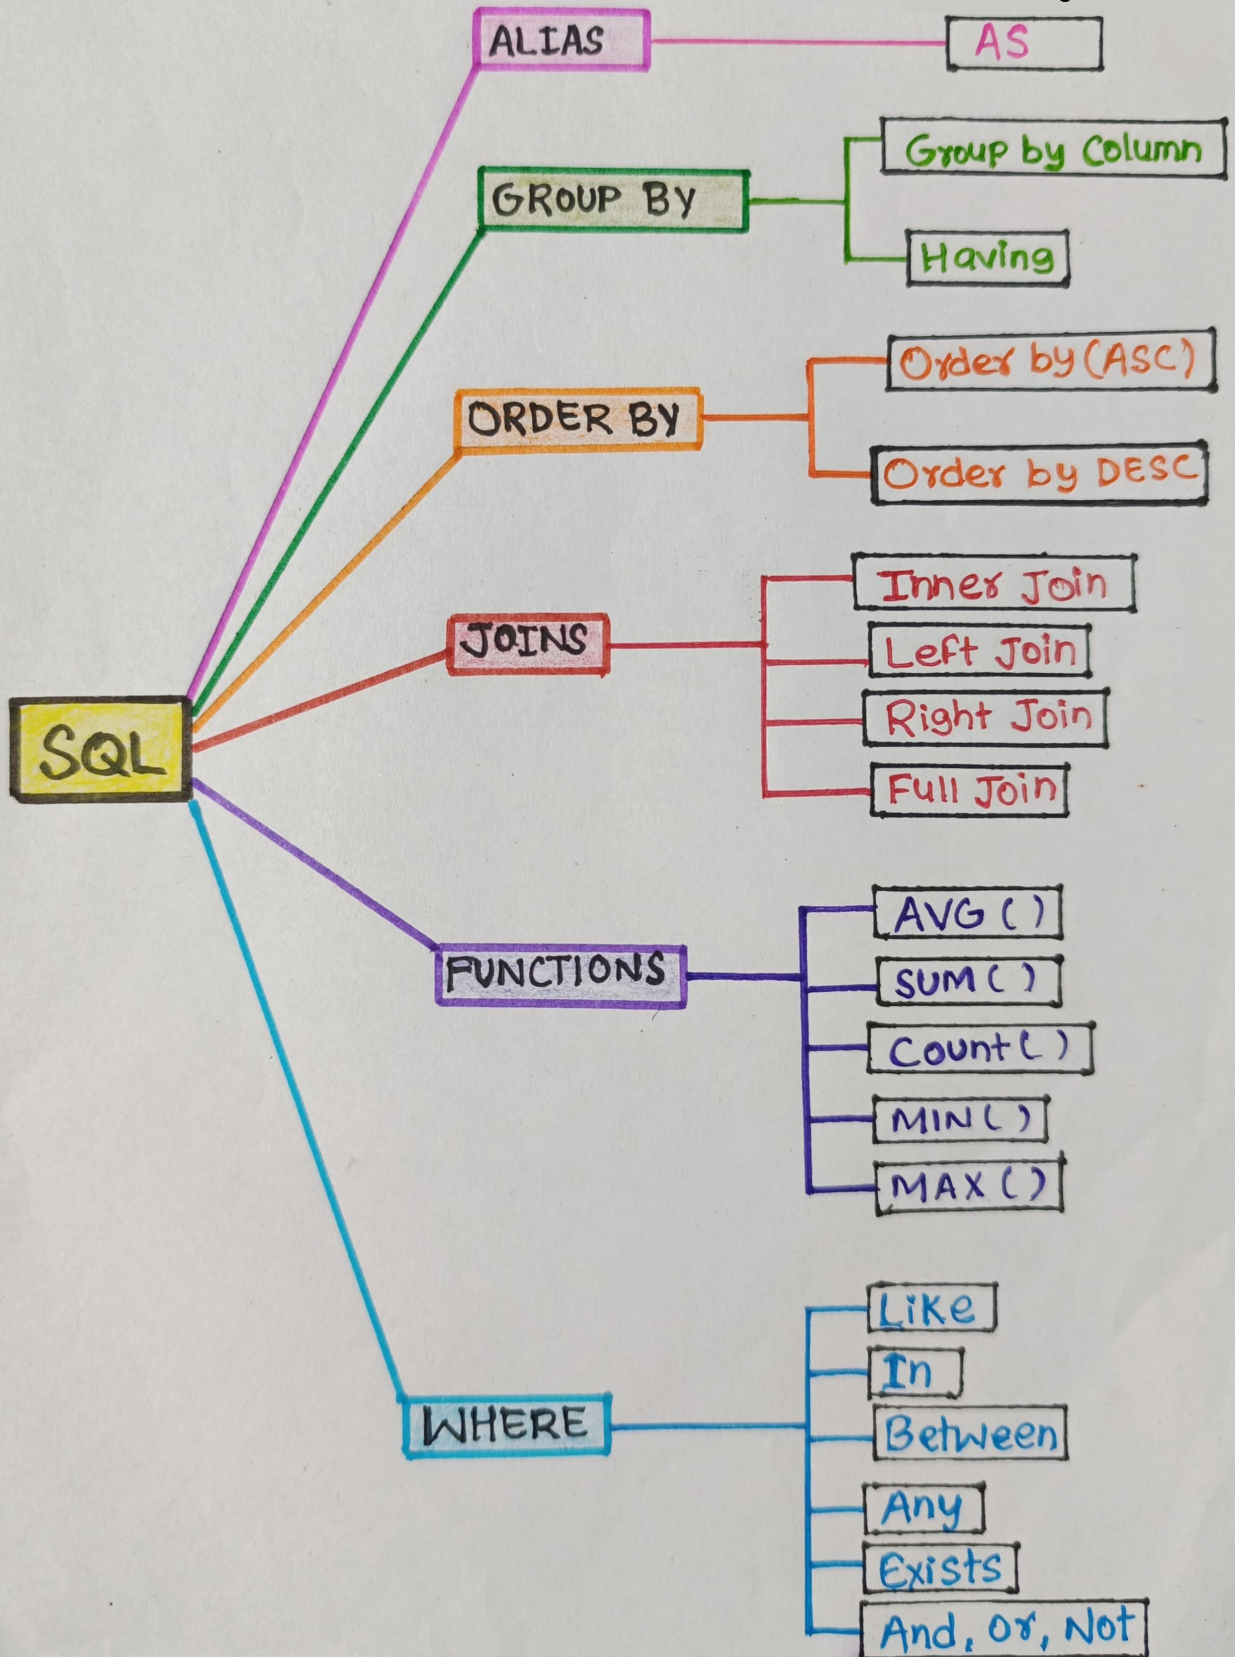 ALIAS
AS
GROUP BY
Group by Column
Having
ORDER BY
Order by (ASC)
Order by DESC
JOINS
Inner Join
Left Join
Right Join
Full Join
SQL
FUNCTIONS
AVG ( )
SUM ( )
Count ( )
MIN ( )
MAX ( )
WHERE
Like
In
Between
Any
Exists
And, Or, Not